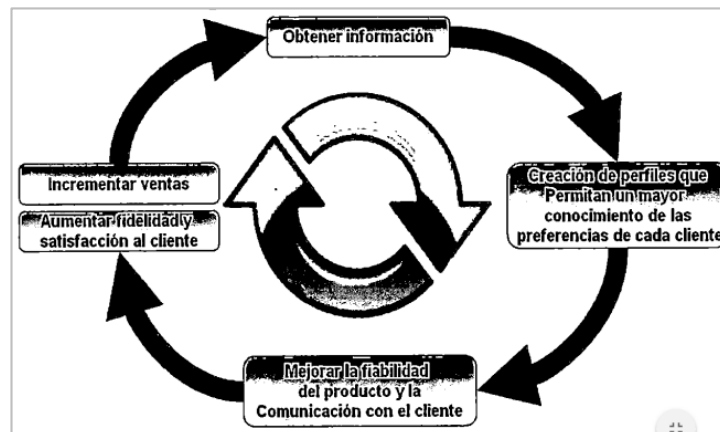 Obtener información
Creación de perfiles que
Permitan un mayor
conocimiento de las
preferencias de cada cliente
Mejorar la fiabilidad
del producto y la
Comunicación con el cliente
Incrementar ventas
Aumentar fidelidad y
satisfacción al cliente